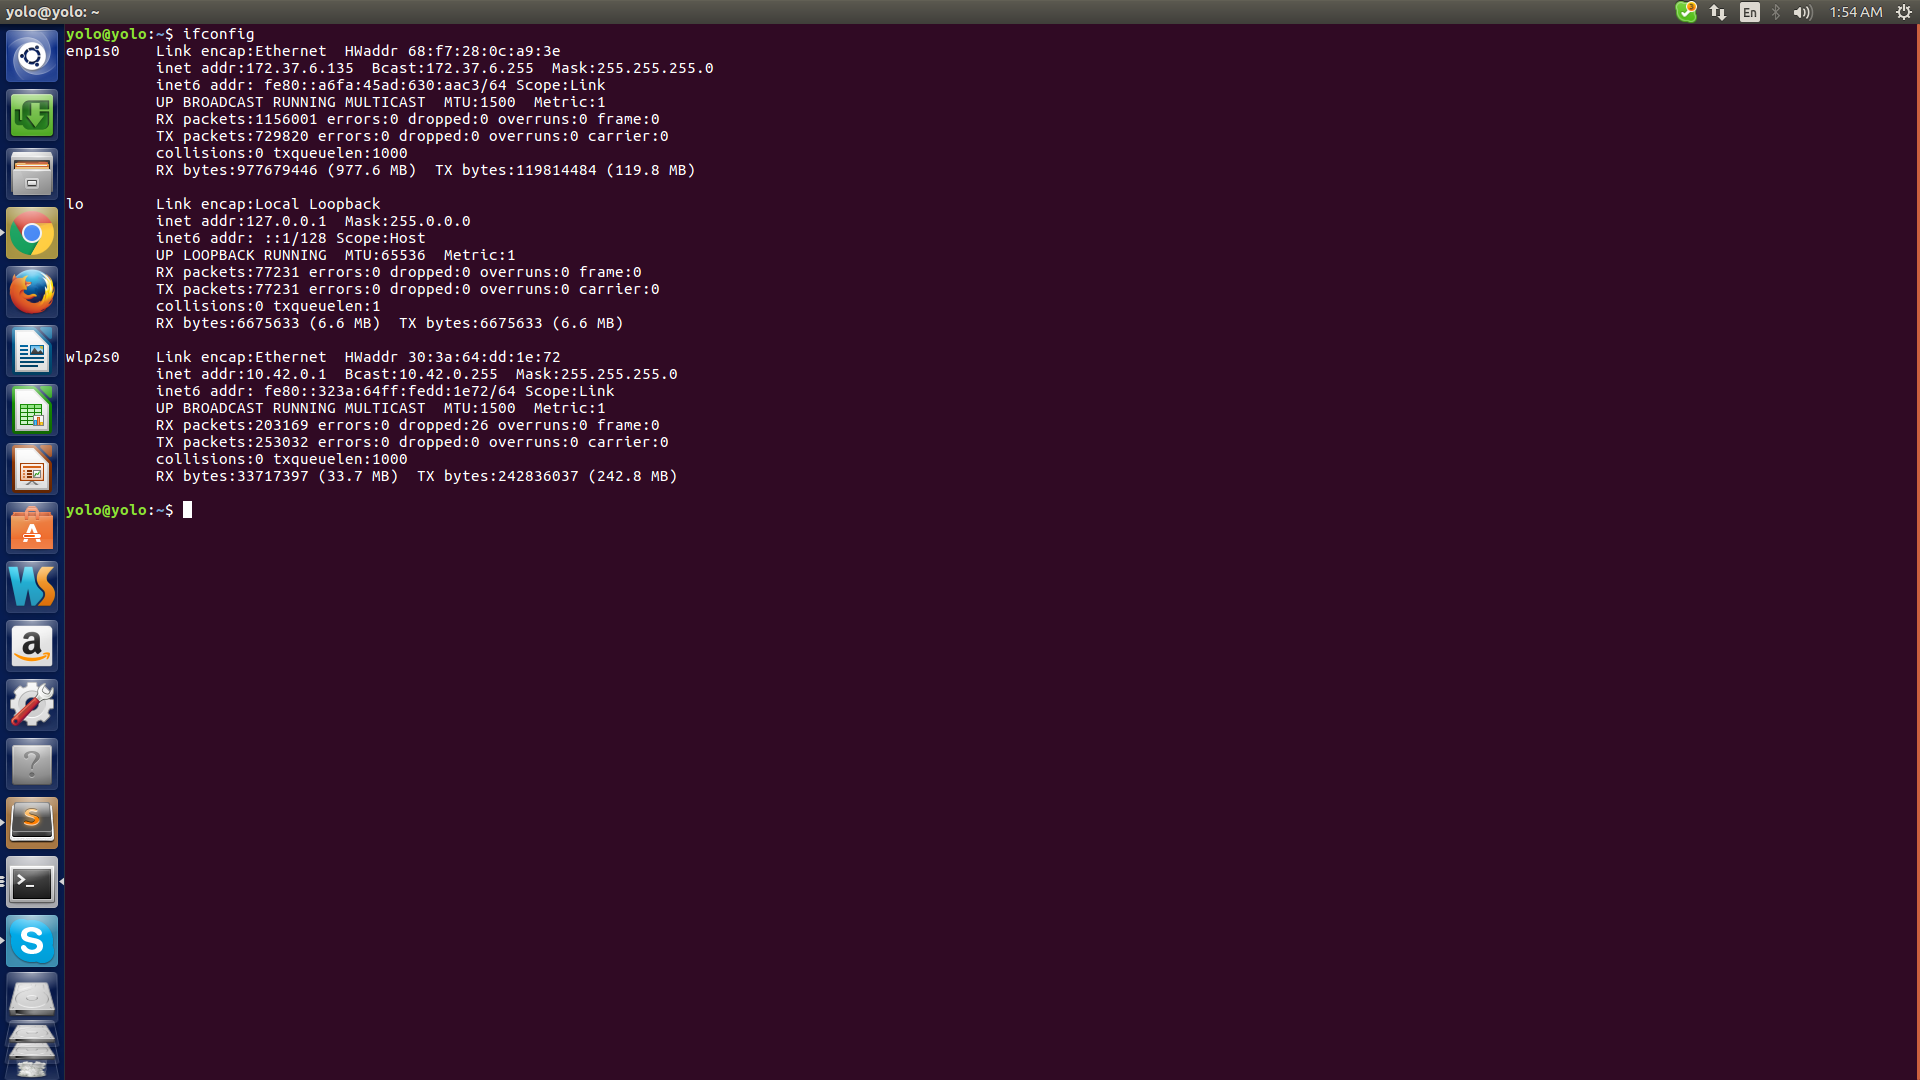 yolo@yolo: ~
En
1:54 AM
yolo@yolo:~$ ifconfig
enp1s0    Link encap:Ethernet  HWaddr 68:f7:28:0c:a9:3e
          inet addr:172.37.6.135  Bcast:172.37.6.255  Mask:255.255.255.0
          inet6 addr: fe80::a6fa:45ad:630:aac3/64 Scope:Link
          UP BROADCAST RUNNING MULTICAST  MTU:1500  Metric:1
          RX packets:1156001 errors:0 dropped:0 overruns:0 frame:0
          TX packets:729820 errors:0 dropped:0 overruns:0 carrier:0
          collisions:0 txqueuelen:1000
          RX bytes:977679446 (977.6 MB)  TX bytes:119814484 (119.8 MB)

lo        Link encap:Local Loopback
          inet addr:127.0.0.1  Mask:255.0.0.0
          inet6 addr: ::1/128 Scope:Host
          UP LOOPBACK RUNNING  MTU:65536  Metric:1
          RX packets:77231 errors:0 dropped:0 overruns:0 frame:0
          TX packets:77231 errors:0 dropped:0 overruns:0 carrier:0
          collisions:0 txqueuelen:1
          RX bytes:6675633 (6.6 MB)  TX bytes:6675633 (6.6 MB)

wlp2s0    Link encap:Ethernet  HWaddr 30:3a:64:dd:1e:72
          inet addr:10.42.0.1  Bcast:10.42.0.255  Mask:255.255.255.0
          inet6 addr: fe80::323a:64ff:fedd:1e72/64 Scope:Link
          UP BROADCAST RUNNING MULTICAST  MTU:1500  Metric:1
          RX packets:203169 errors:0 dropped:26 overruns:0 frame:0
          TX packets:253032 errors:0 dropped:0 overruns:0 carrier:0
          collisions:0 txqueuelen:1000
          RX bytes:33717397 (33.7 MB)  TX bytes:242836037 (242.8 MB)

yolo@yolo:~$
A
WS
a
?
S
>_
S